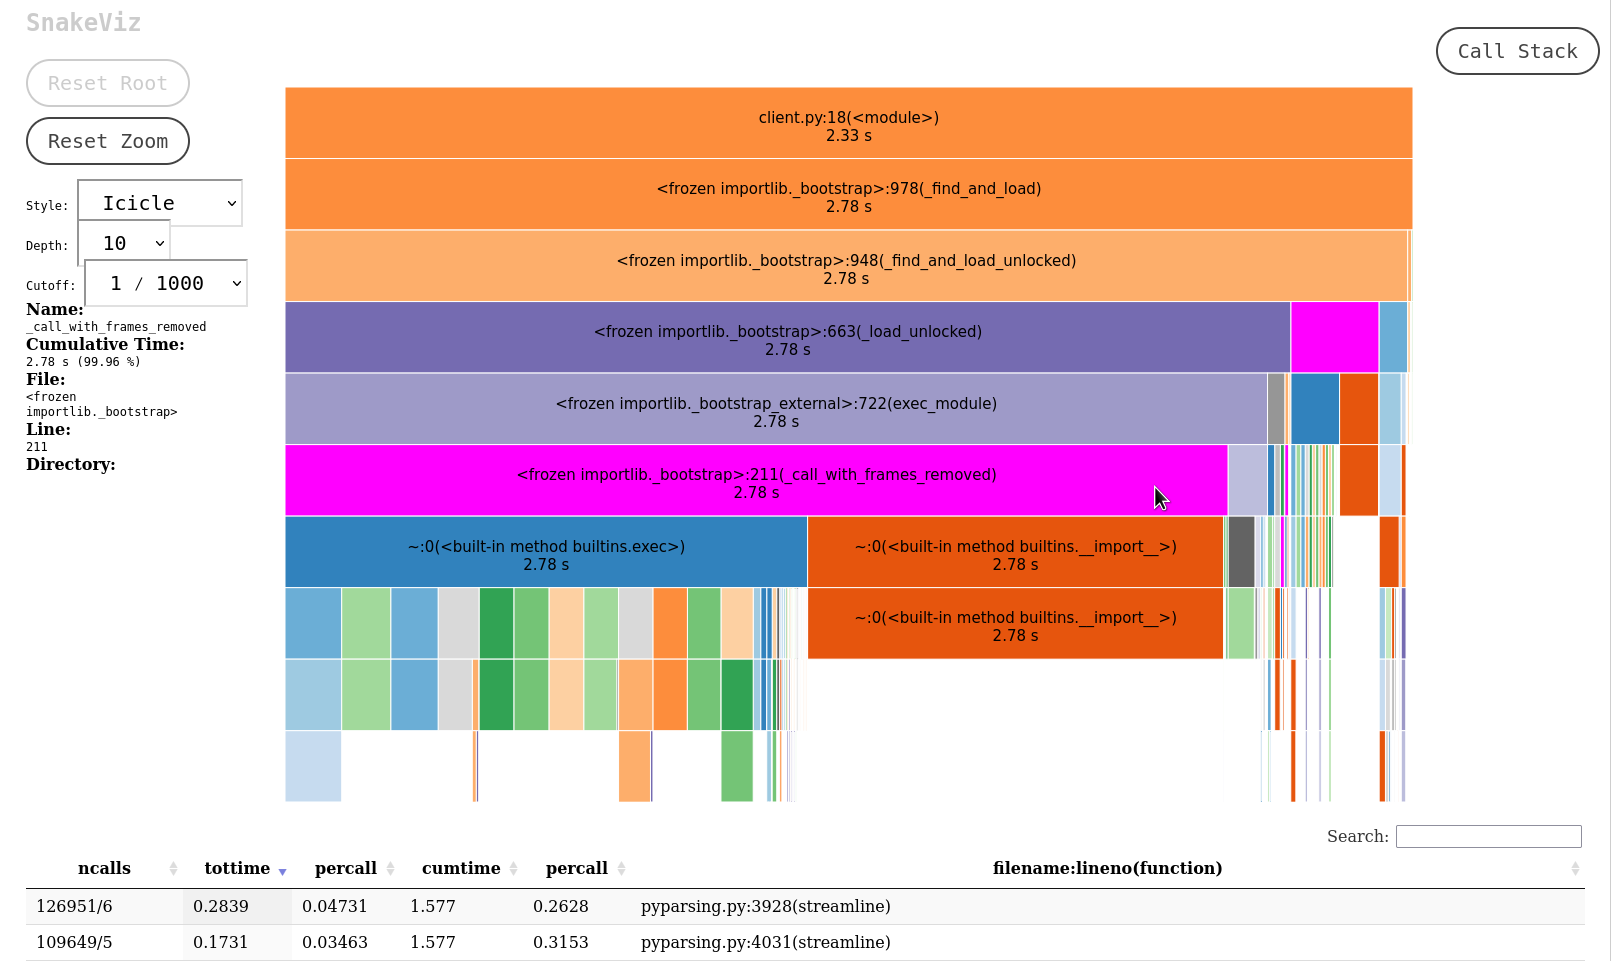 SnakeViz
Call Stack
Reset Root
Reset Zoom
Style: Icicle
Depth: 10
Cutoff: 1 / 1000
Name:
_call_with_frames_removed
Cumulative Time:
2.78 s (99.96 %)
File:
<frozen
importlib._bootstrap>
Line:
211
Directory:
client.py:18(<module>)
2.33 s
<frozen importlib._bootstrap>:978(_find_and_load)
2.78 s
<frozen importlib._bootstrap>:948(_find_and_load_unlocked)
2.78 s
<frozen importlib._bootstrap>:663(_load_unlocked)
2.78 s
<frozen importlib._bootstrap_external>:722(exec_module)
2.78 s
<frozen importlib._bootstrap>:211(_call_with_frames_removed)
2.78 s
~:0(<built-in method builtins.exec>)
2.78 s
~:0(<built-in method builtins.__import__>)
2.78 s
~:0(<built-in method builtins.__import__>)
2.78 s
Search:
ncalls tottime percall cumtime percall filename:lineno(function)
126951/6 0.2839 0.04731 1.577 0.2628 pyparsing.py:3928(streamline)
109649/5 0.1731 0.03463 1.577 0.3153 pyparsing.py:4031(streamline)